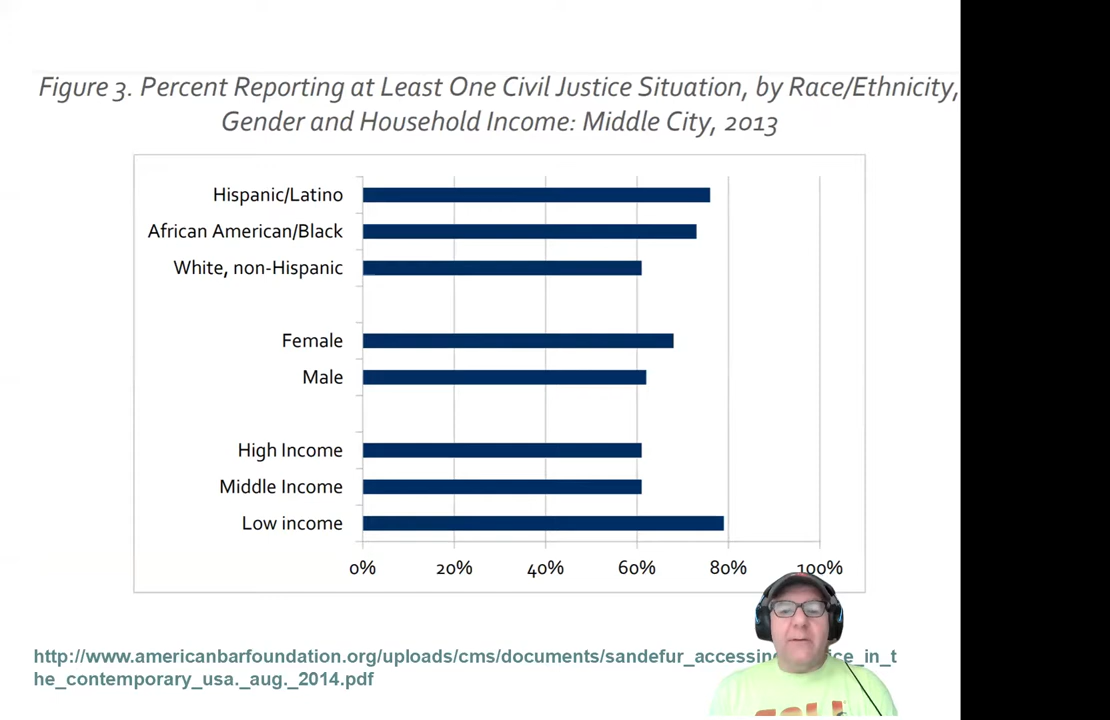 Figure 3. Percent Reporting at Least One Civil Justice Situation, by Race/Ethnicity,
Gender and Household Income: Middle City, 2013
Hispanic/Latino
African American/Black
White, non-Hispanic
Female
Male
High Income
Middle Income
Low income
0% 20% 40% 60% 80% 100%
http://www.americanbarfoundation.org/uploads/cms/documents/sandefur_accessing ice_in_t
he_contemporary_usa._aug._2014.pdf